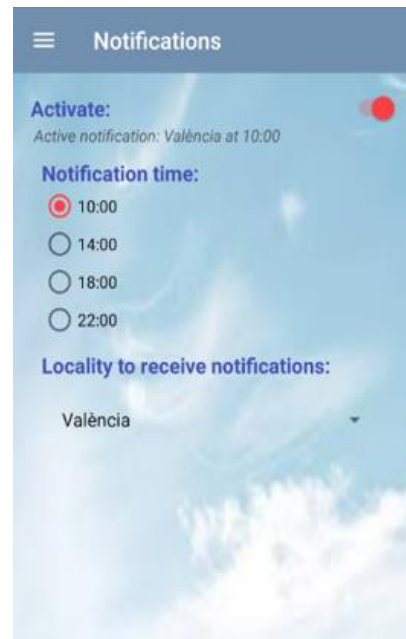 Notifications
Activate:
Active notification: València at 10:00
Notification time:
10:00
14:00
18:00
22:00
Locality to receive notifications:
València